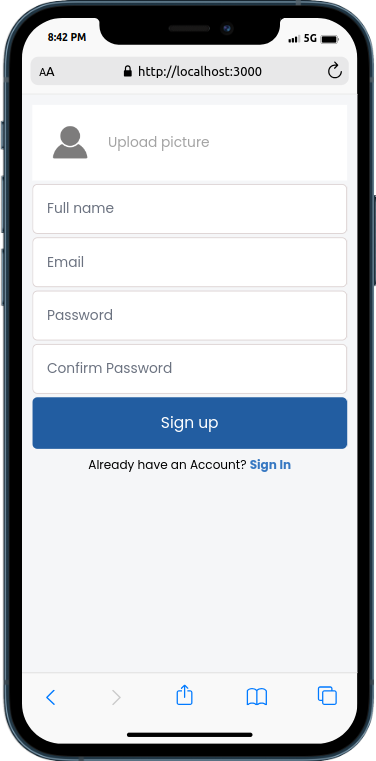 8:42 PM
5G
AA
http://localhost:3000
Upload picture
Full name
Email
Password
Confirm Password
Sign up
Already have an Account? Sign In